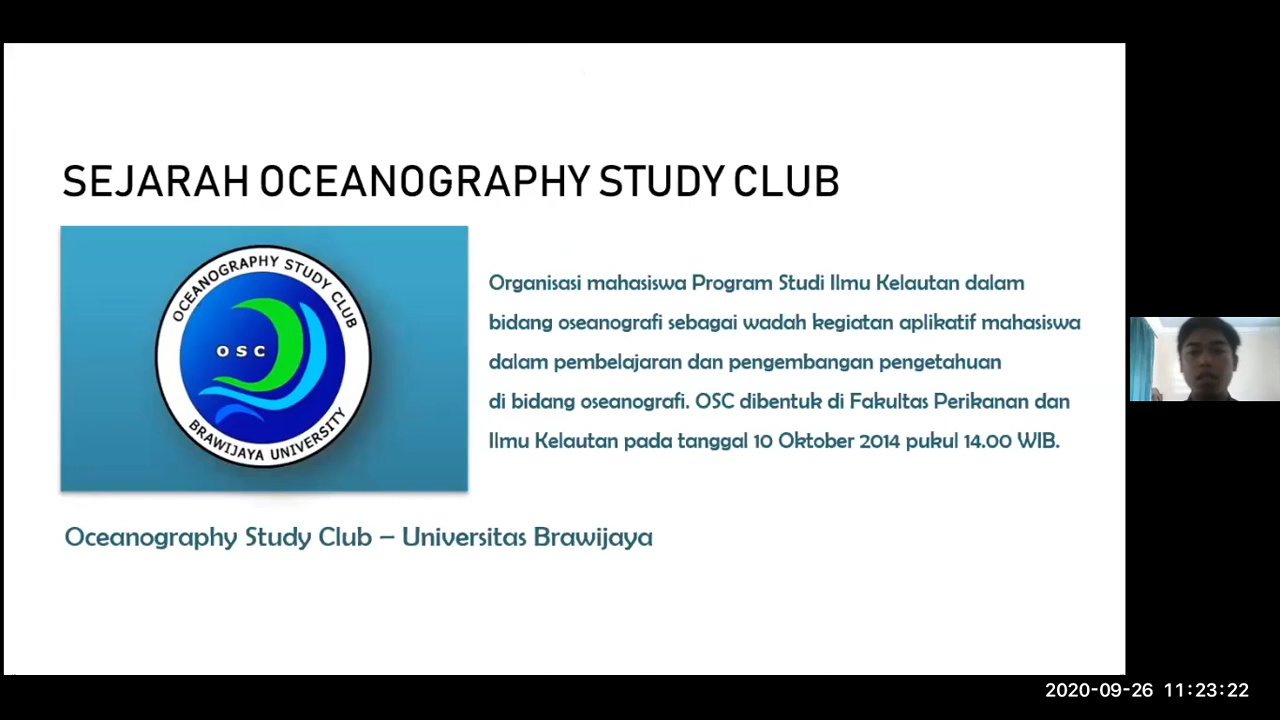 SEJARAH OCEANOGRAPHY STUDY CLUB
OCEANOGRAPHY STUDY CLUB
OSC
BRAWIJAYA UNIVERSITY
Organisasi mahasiswa Program Studi Ilmu Kelautan dalam
bidang oseanografi sebagai wadah kegiatan aplikatif mahasiswa
dalam pembelajaran dan pengembangan pengetahuan
di bidang oseanografi. OSC dibentuk di Fakultas Perikanan dan
Ilmu Kelautan pada tanggal 10 Oktober 2014 pukul 14.00 WIB.
Oceanography Study Club – Universitas Brawijaya
2020-09-26 11:23:22